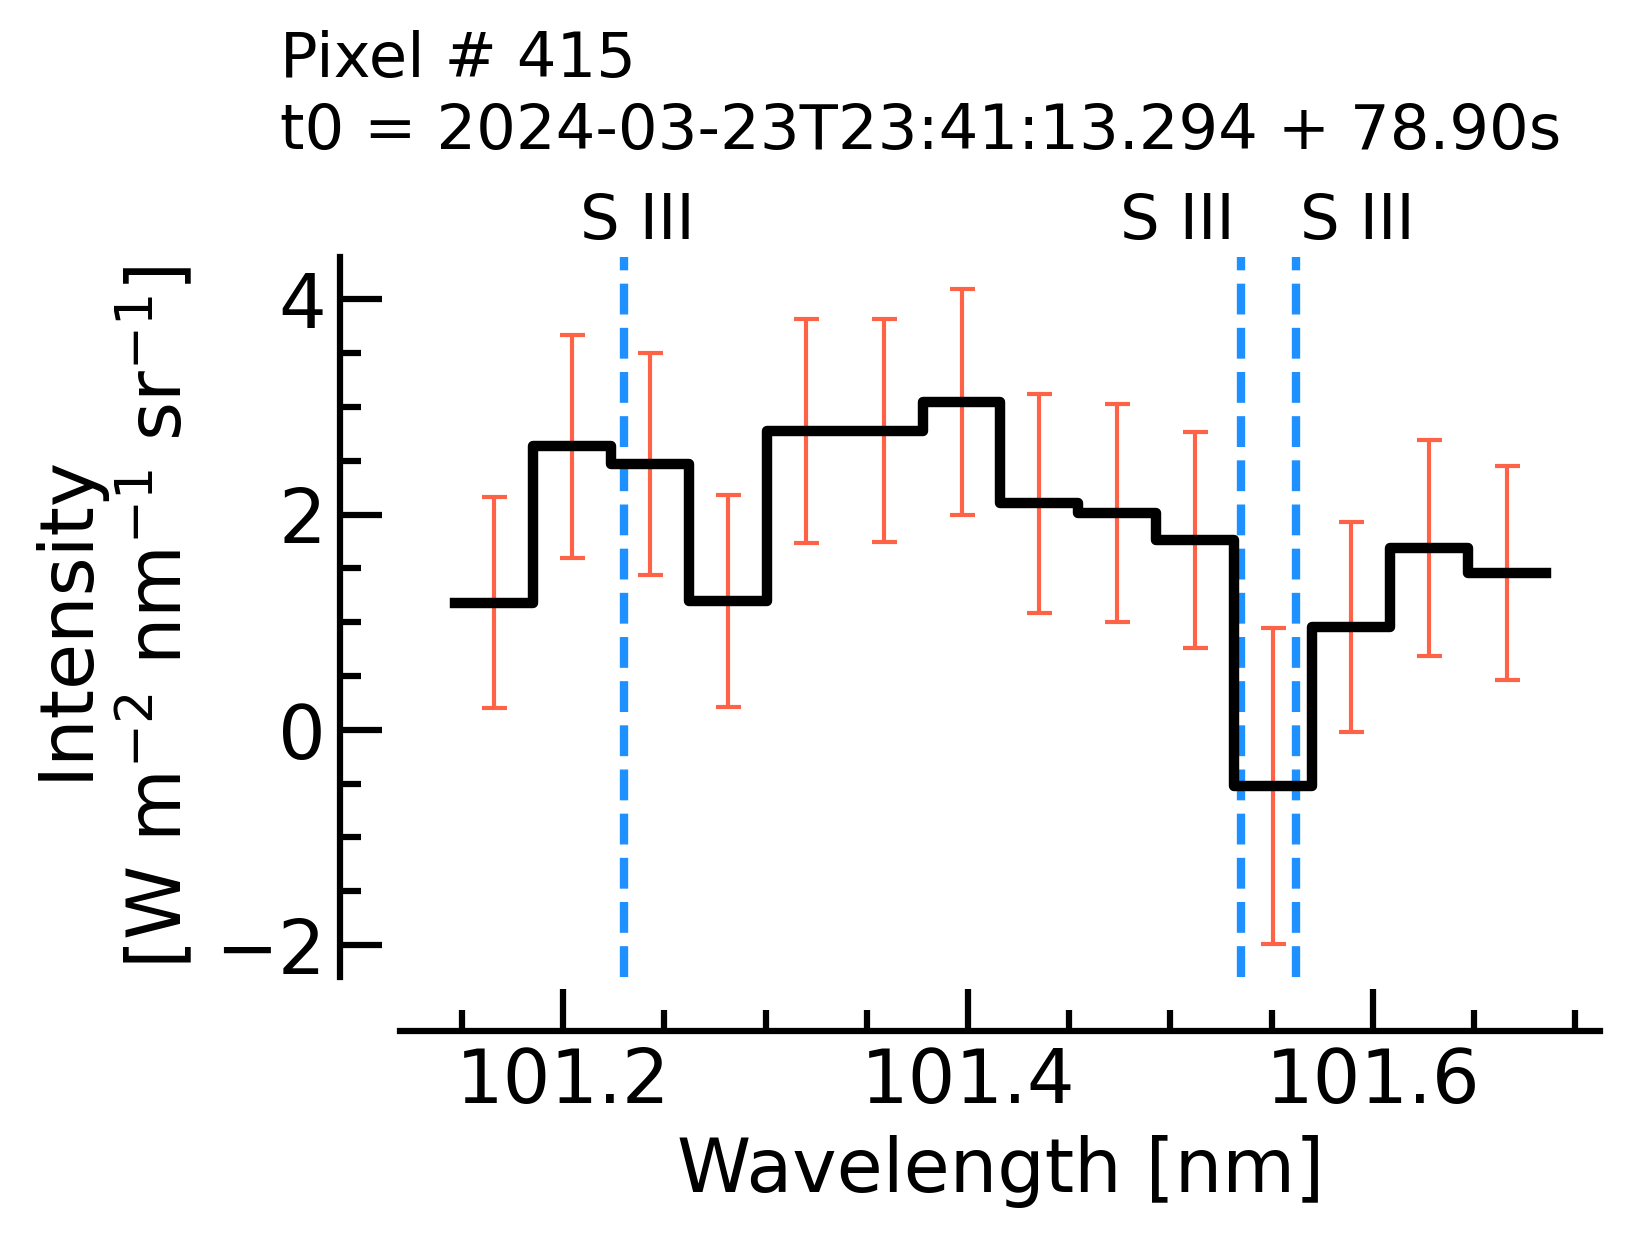 Pixel # 415
t0 = 2024-03-23T23:41:13.294 + 78.90s
S III S III S III
Intensity
[W m⁻² nm⁻¹ sr⁻¹]
4
2
0
−2
101.2 101.4 101.6
Wavelength [nm]